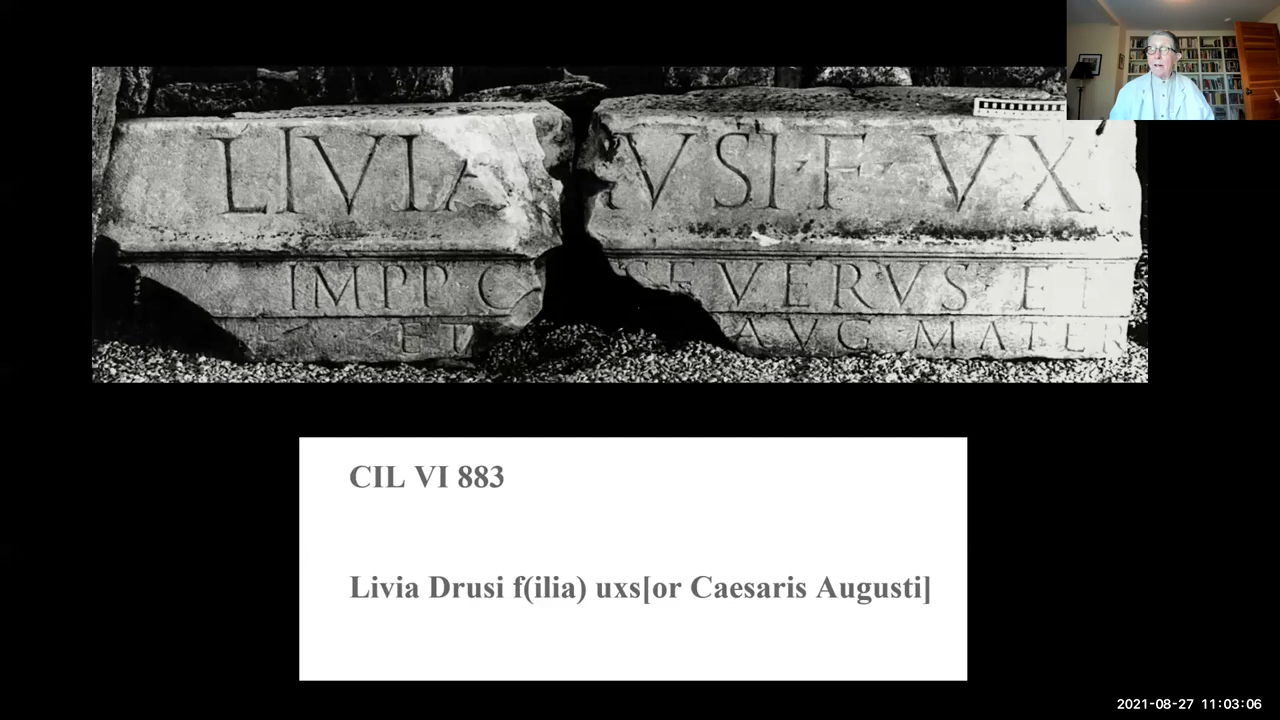 LIVIA VSI·F·VX
IMPP C SEVERVS ET
ET AVG MATER
CIL VI 883
Livia Drusi f(ilia) uxs[or Caesaris Augusti]
2021-08-27 11:03:06